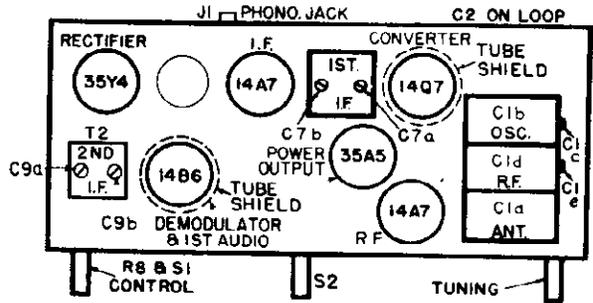 J1 PHONO. JACK
C2 ON LOOP
RECTIFIER
I.F.
CONVERTER
35Y4
14A7
1ST.
I.F.
14Q7
TUBE
SHIELD
C7b
C7a
C1b
OSC.
C1c
T2
2ND
I.F.
C9a
C9b
14B6
TUBE
SHIELD
DEMODULATOR
& 1ST AUDIO
POWER
OUTPUT
35A5
C1d
R.F.
C1e
14A7
RF
C1a
ANT.
R8 & S1
CONTROL
S2
TUNING